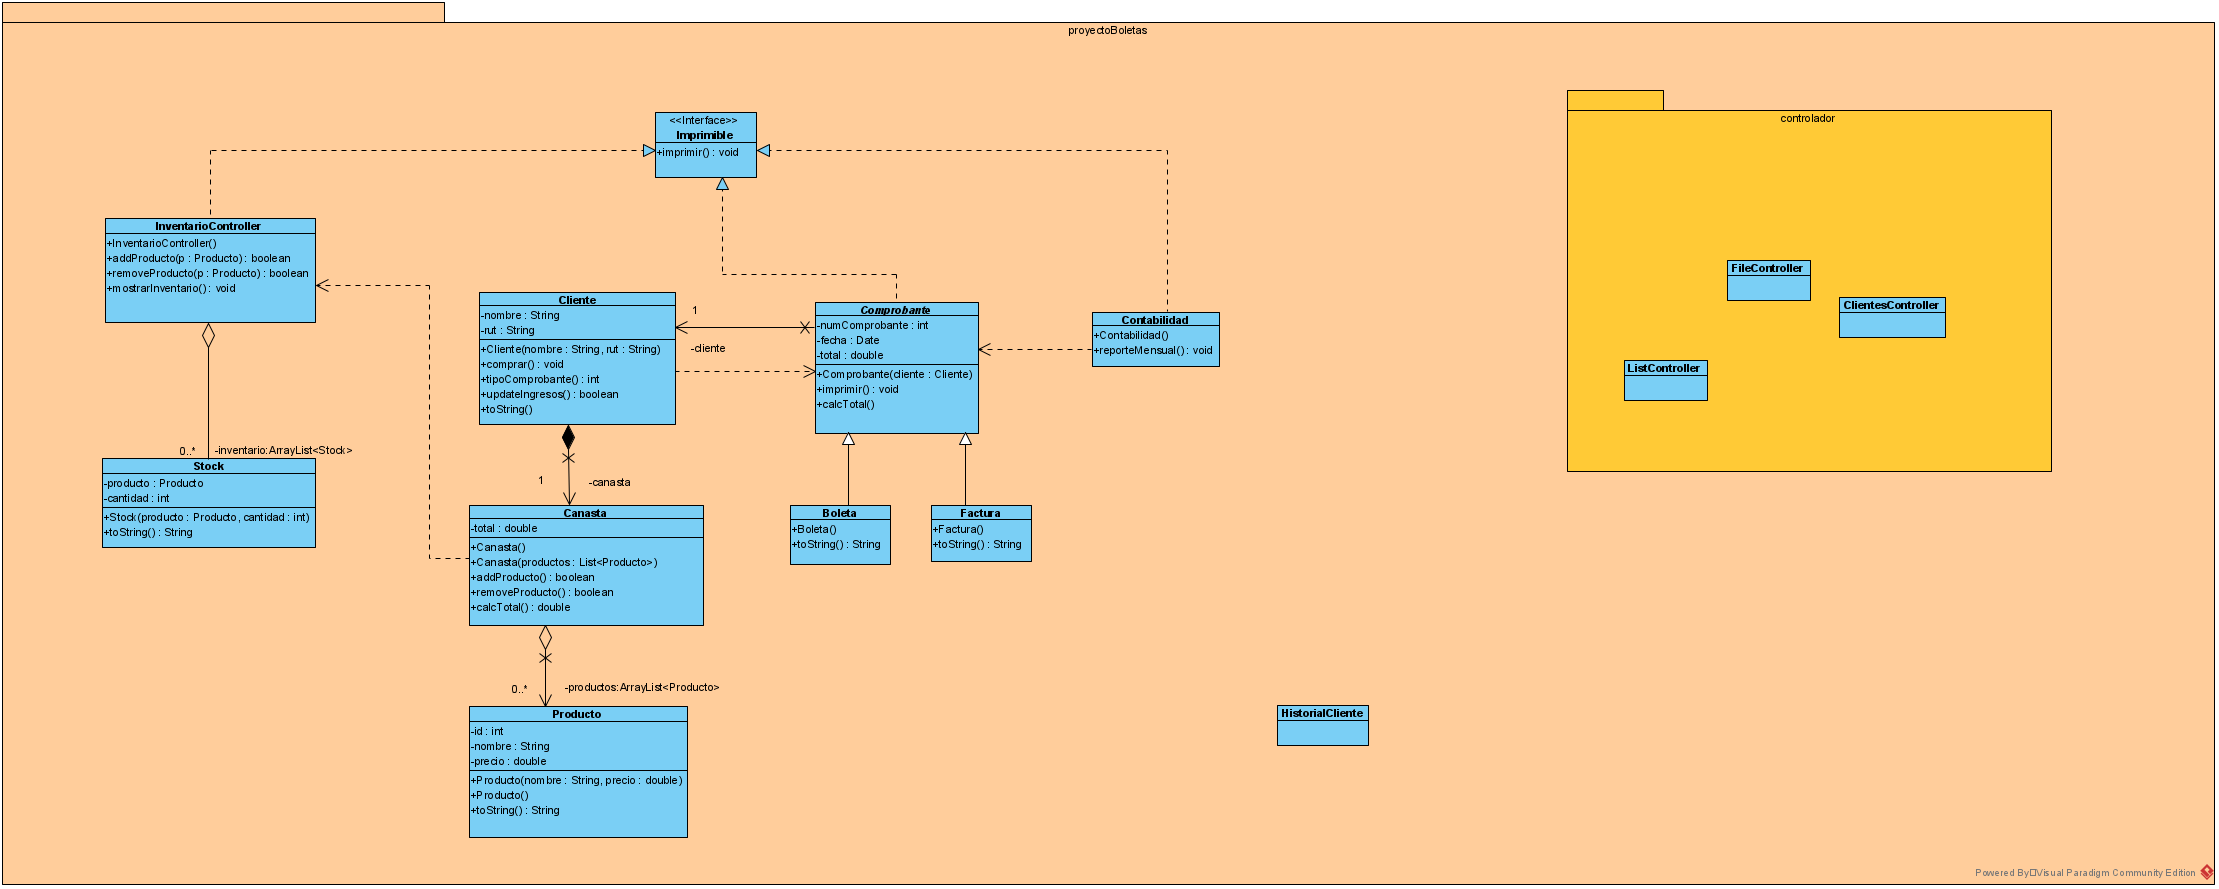 proyectoBoletas
controlador
<<Interface>>
Imprimible
+imprimir() : void
InventarioController
+InventarioController()
+addProducto(p : Producto) : boolean
+removeProducto(p : Producto) : boolean
+mostrarInventario() : void
0..*
-inventario:ArrayList<Stock>
Stock
-producto : Producto
-cantidad : int
+Stock(producto : Producto, cantidad : int)
+toString() : String
Cliente
-nombre : String
-rut : String
+Cliente(nombre : String, rut : String)
+comprar() : void
+tipoComprobante() : int
+updateIngresos() : boolean
+toString()
1
-cliente
Comprobante
-numComprobante : int
-fecha : Date
-total : double
+Comprobante(cliente : Cliente)
+imprimir() : void
+calcTotal()
Contabilidad
+Contabilidad()
+reporteMensual() : void
1
-canasta
Canasta
-total : double
+Canasta()
+Canasta(productos : List<Producto>)
+addProducto() : boolean
+removeProducto() : boolean
+calcTotal() : double
Boleta
+Boleta()
+toString() : String
Factura
+Factura()
+toString() : String
0..*
-productos:ArrayList<Producto>
Producto
-id : int
-nombre : String
-precio : double
+Producto(nombre : String, precio : double)
+Producto()
+toString() : String
FileController
ClientesController
ListController
HistorialCliente
Powered By Visual Paradigm Community Edition